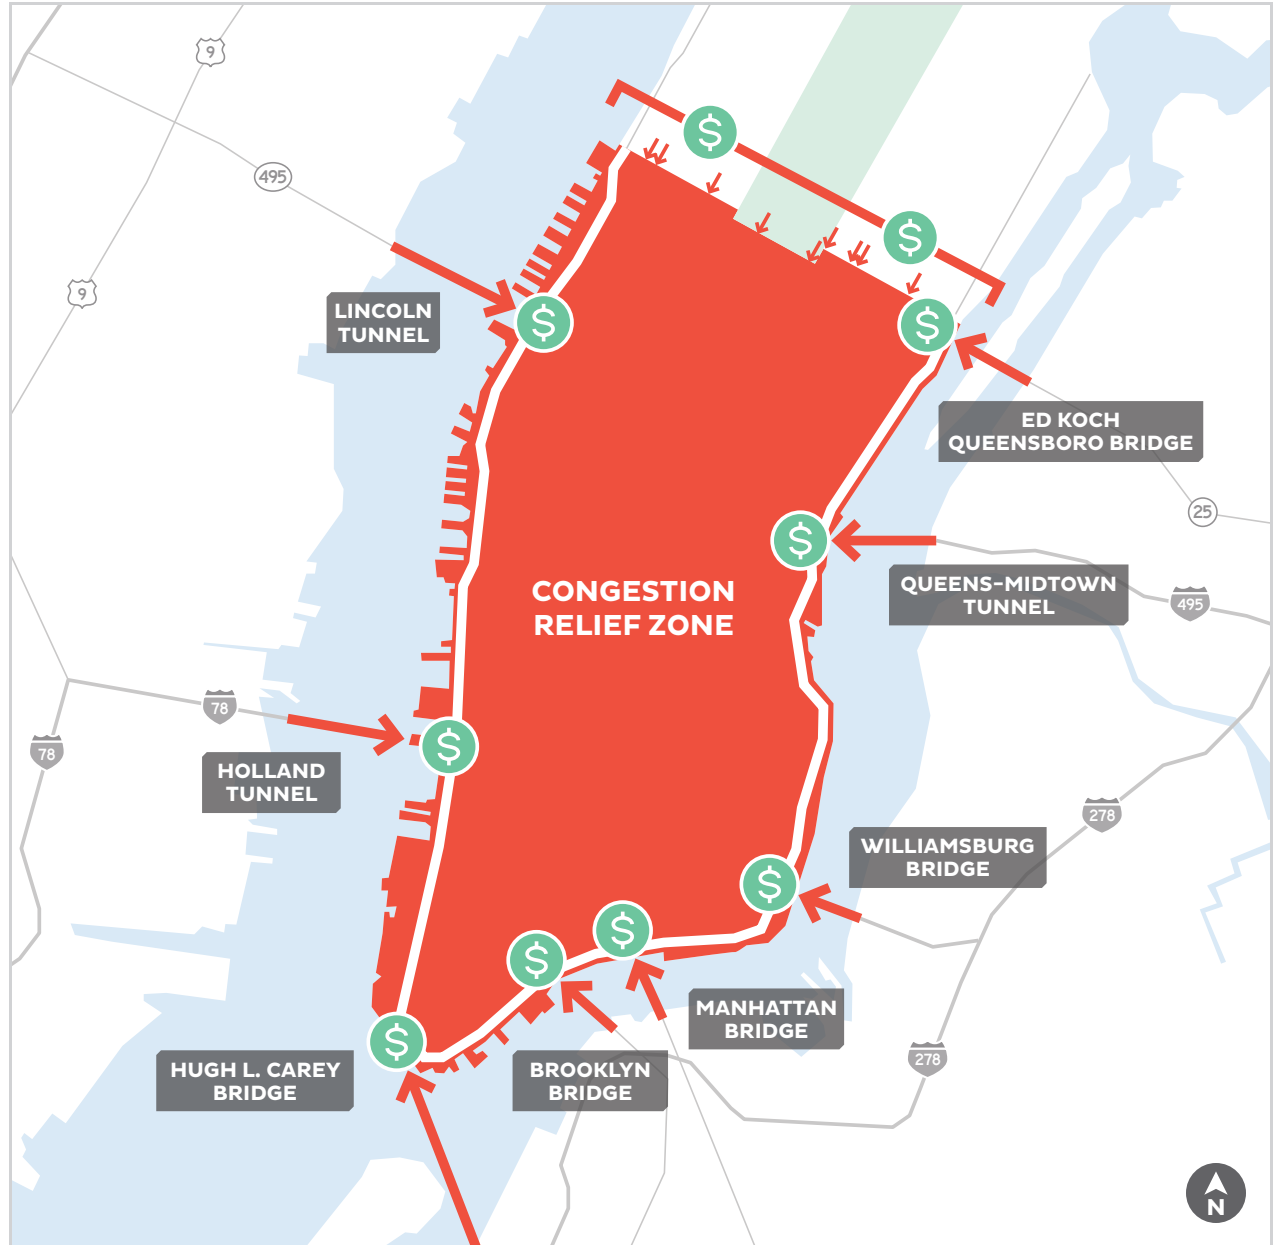 9
$
495
$
9
LINCOLN
TUNNEL
$
$
ED KOCH
QUEENSBORO BRIDGE
25
$
CONGESTION
RELIEF ZONE
QUEENS-MIDTOWN
TUNNEL
495
78
78
$
HOLLAND
TUNNEL
278
WILLIAMSBURG
BRIDGE
$
$
$
MANHATTAN
BRIDGE
$
HUGH L. CAREY
BRIDGE
BROOKLYN
BRIDGE
278
N